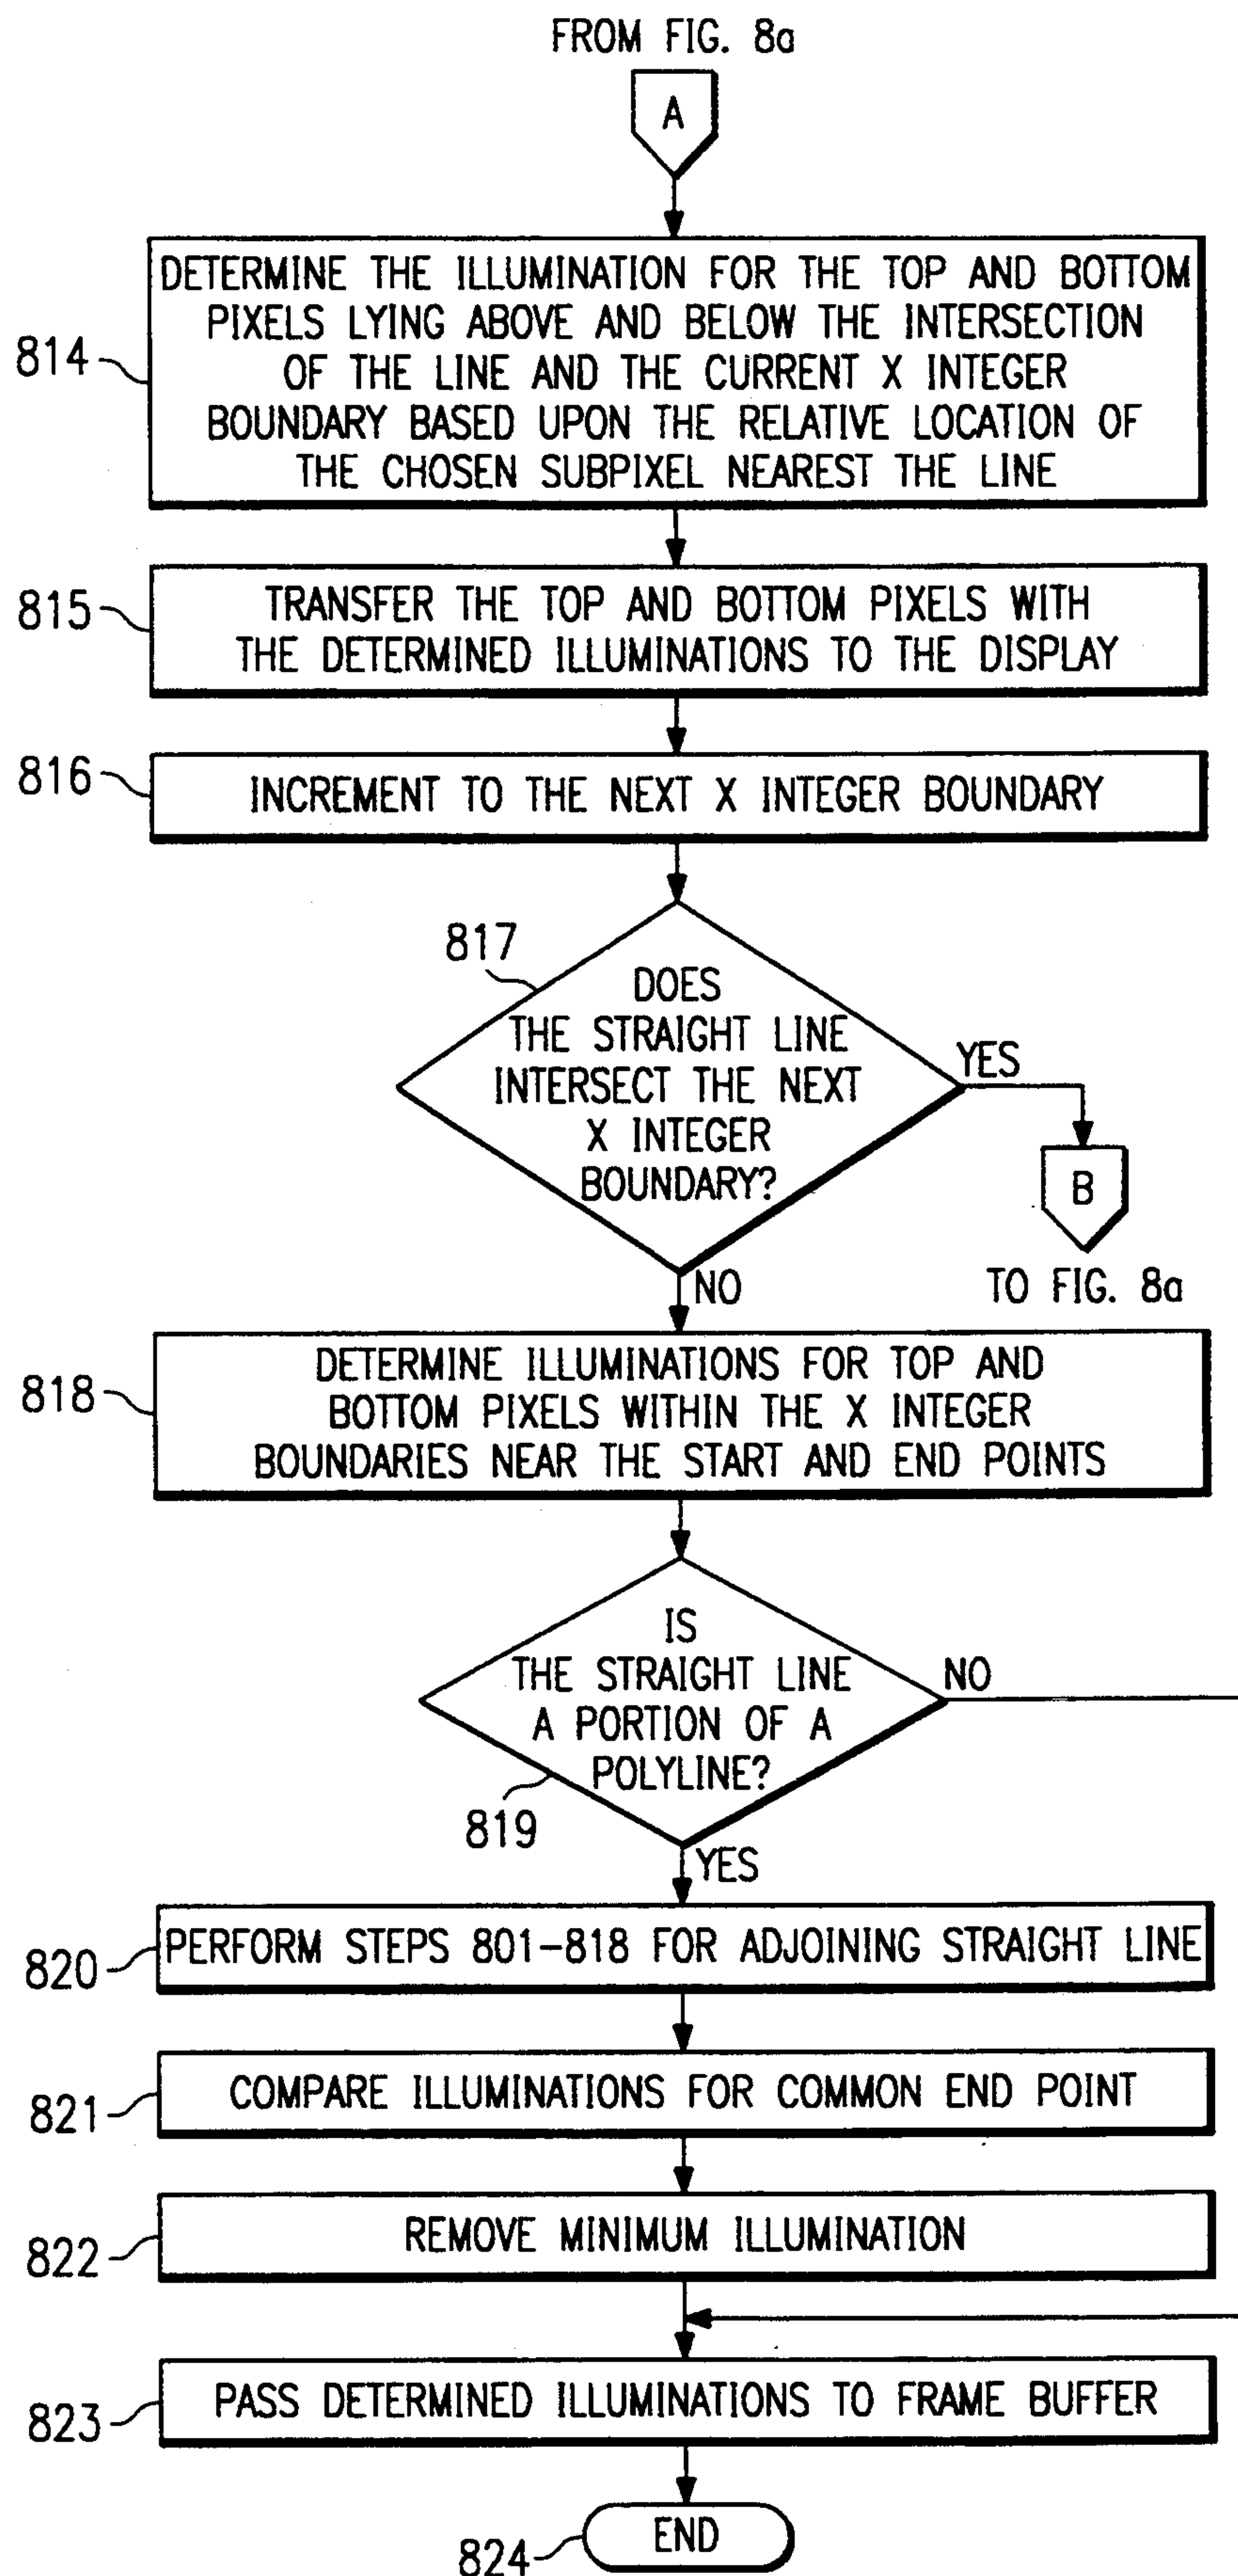 FROM FIG. 8a
A
814
DETERMINE THE ILLUMINATION FOR THE TOP AND BOTTOM
PIXELS LYING ABOVE AND BELOW THE INTERSECTION
OF THE LINE AND THE CURRENT X INTEGER
BOUNDARY BASED UPON THE RELATIVE LOCATION OF
THE CHOSEN SUBPIXEL NEAREST THE LINE
815
TRANSFER THE TOP AND BOTTOM PIXELS WITH
THE DETERMINED ILLUMINATIONS TO THE DISPLAY
816
INCREMENT TO THE NEXT X INTEGER BOUNDARY
817
DOES
THE STRAIGHT LINE
INTERSECT THE NEXT
X INTEGER
BOUNDARY?
YES
B
TO FIG. 8a
NO
818
DETERMINE ILLUMINATIONS FOR TOP AND
BOTTOM PIXELS WITHIN THE X INTEGER
BOUNDARIES NEAR THE START AND END POINTS
IS
THE STRAIGHT LINE
A PORTION OF A
POLYLINE?
NO
819
YES
820
PERFORM STEPS 801-818 FOR ADJOINING STRAIGHT LINE
821
COMPARE ILLUMINATIONS FOR COMMON END POINT
822
REMOVE MINIMUM ILLUMINATION
823
PASS DETERMINED ILLUMINATIONS TO FRAME BUFFER
824
END